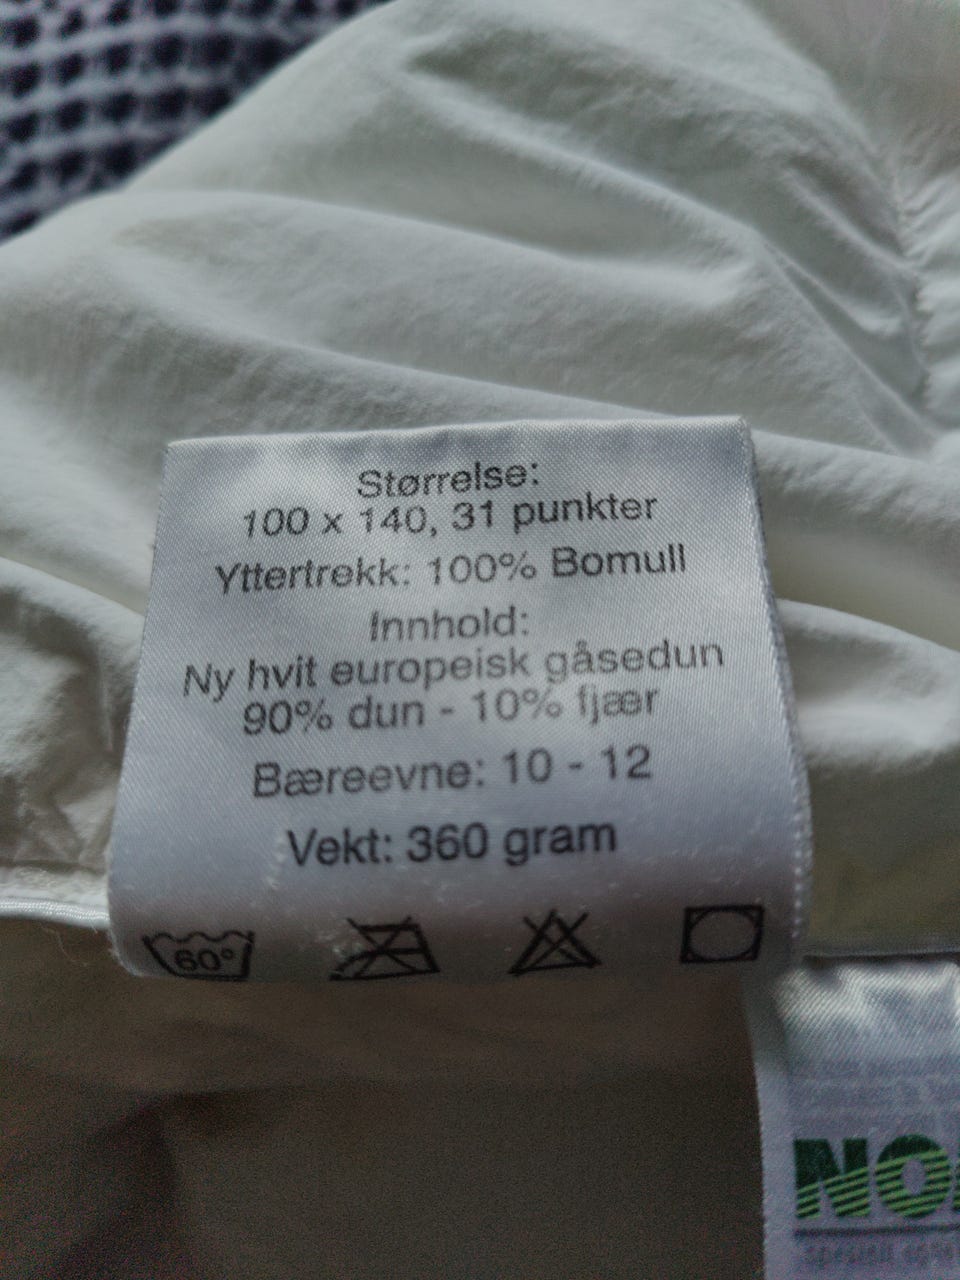 Størrelse:
100 x 140, 31 punkter
Yttertrekk: 100% Bomull
Innhold:
Ny hvit europeisk gåsedun
90% dun - 10% fjær
Bæreevne: 10 - 12
Vekt: 360 gram
60°
NO